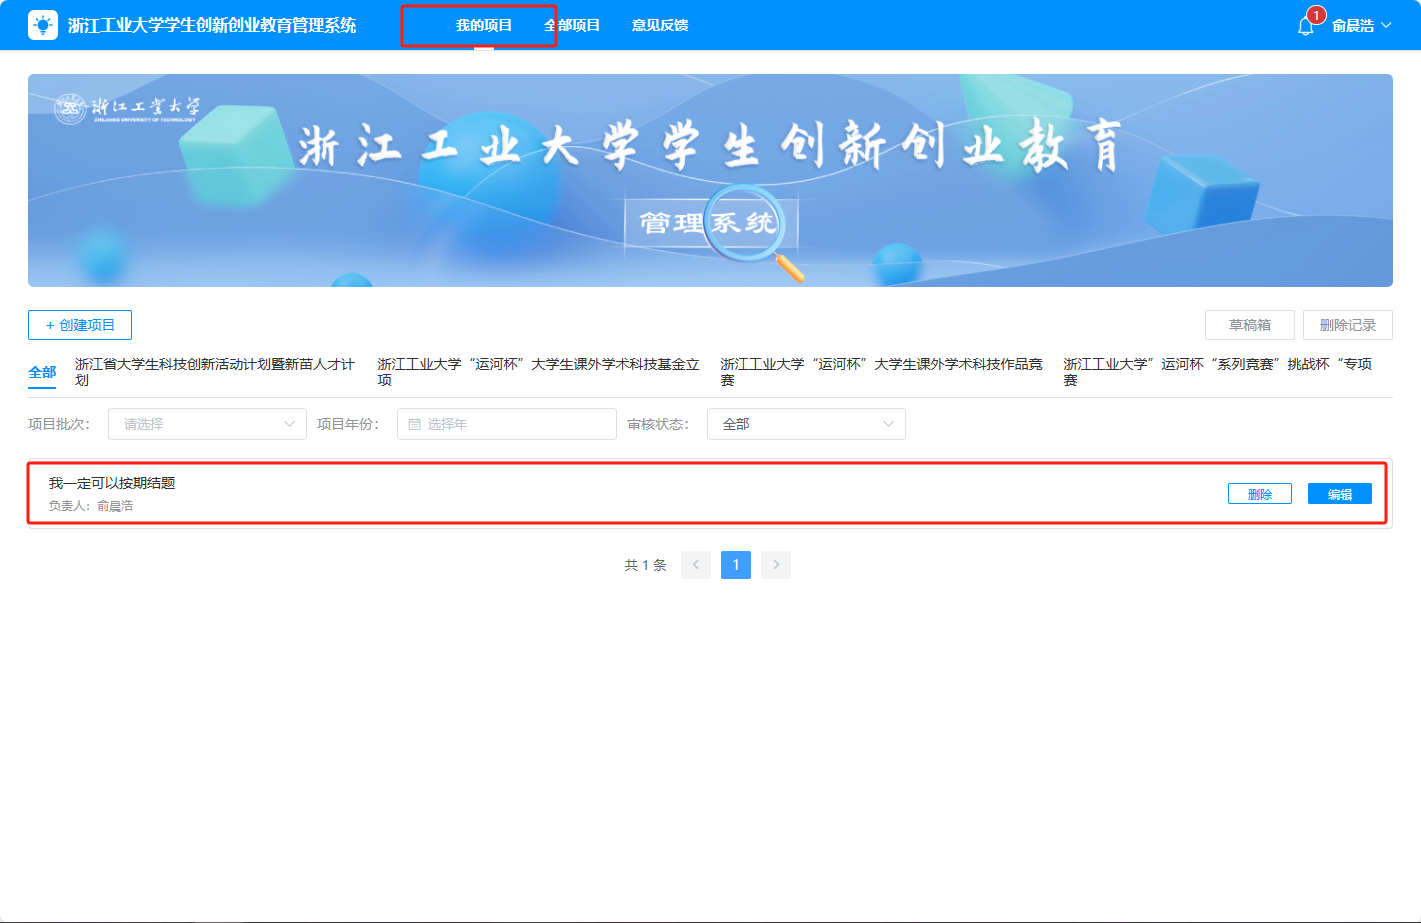 浙江工业大学学生创新创业教育管理系统
我的项目
全部项目
意见反馈
1
俞晨浩
浙江工业大学
ZHEJIANG UNIVERSITY OF TECHNOLOGY
浙江工业大学学生创新创业教育
管理系统
+ 创建项目
草稿箱
删除记录
全部
浙江省大学生科技创新活动计划暨新苗人才计
划
浙江工业大学“运河杯”大学生课外学术科技基金立
项
浙江工业大学“运河杯”大学生课外学术科技作品竞
赛
浙江工业大学”运河杯“系列竞赛”挑战杯“专项
赛
项目批次：
请选择
项目年份：
选择年
审核状态：
全部
我一定可以按期结题
负责人：俞晨浩
删除
编辑
共 1 条
1